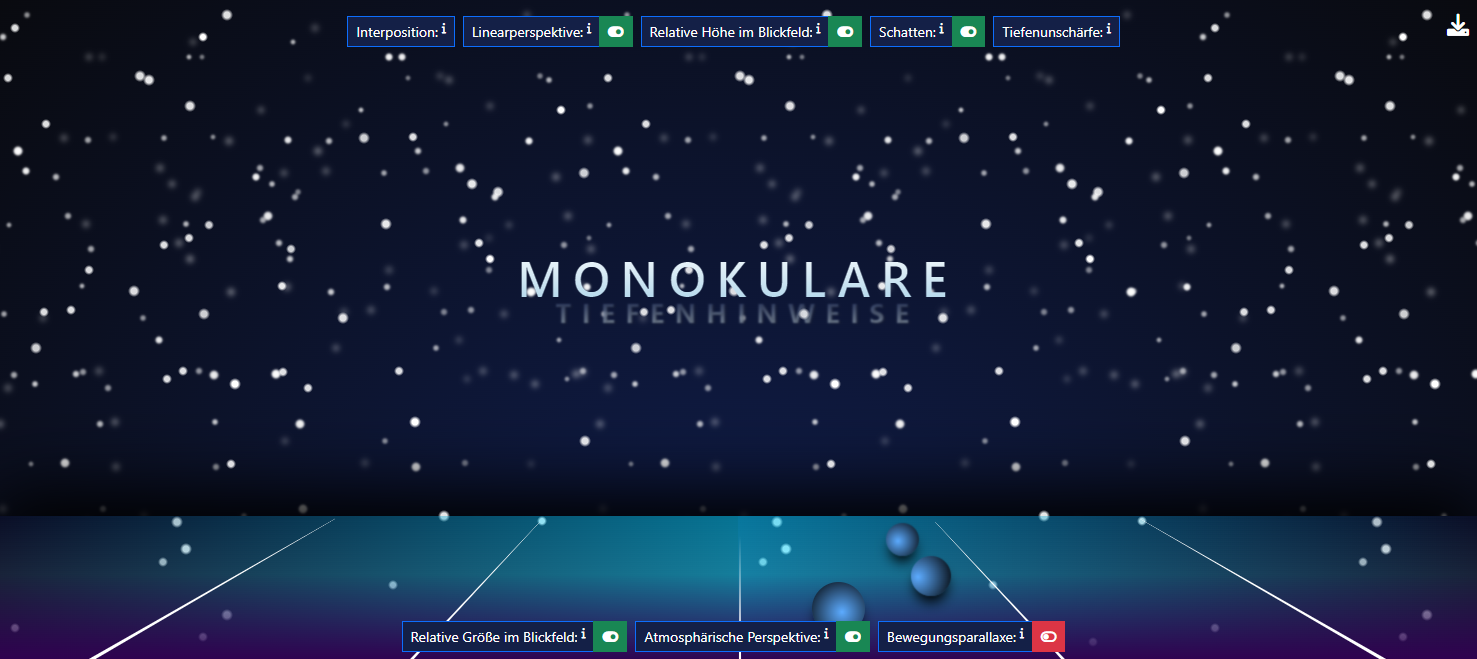 Interposition: i Linearperspektive: i Relative Höhe im Blickfeld: i Schatten: i Tiefenunschärfe: i
MONOKULARE
TIEFENHINWEISE
Relative Größe im Blickfeld: i Atmosphärische Perspektive: i Bewegungsparallaxe: i